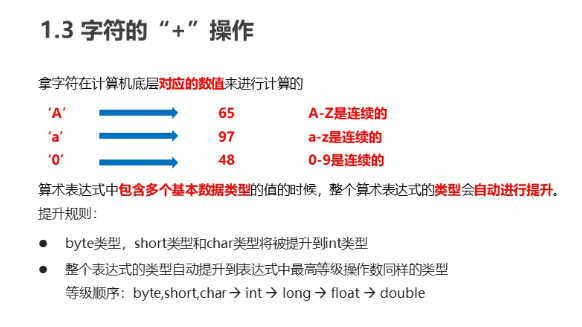 1.3 字符的“+”操作
拿字符在计算机底层对应的数值来进行计算的
‘A’ 65 A-Z是连续的
‘a’ 97 a-z是连续的
‘0’ 48 0-9是连续的
算术表达式中包含多个基本数据类型的值的时候，整个算术表达式的类型会自动进行提升。
提升规则：
● byte类型，short类型和char类型将被提升到int类型
● 整个表达式的类型自动提升到表达式中最高等级操作数同样的类型
等级顺序：byte,short,char → int → long → float → double